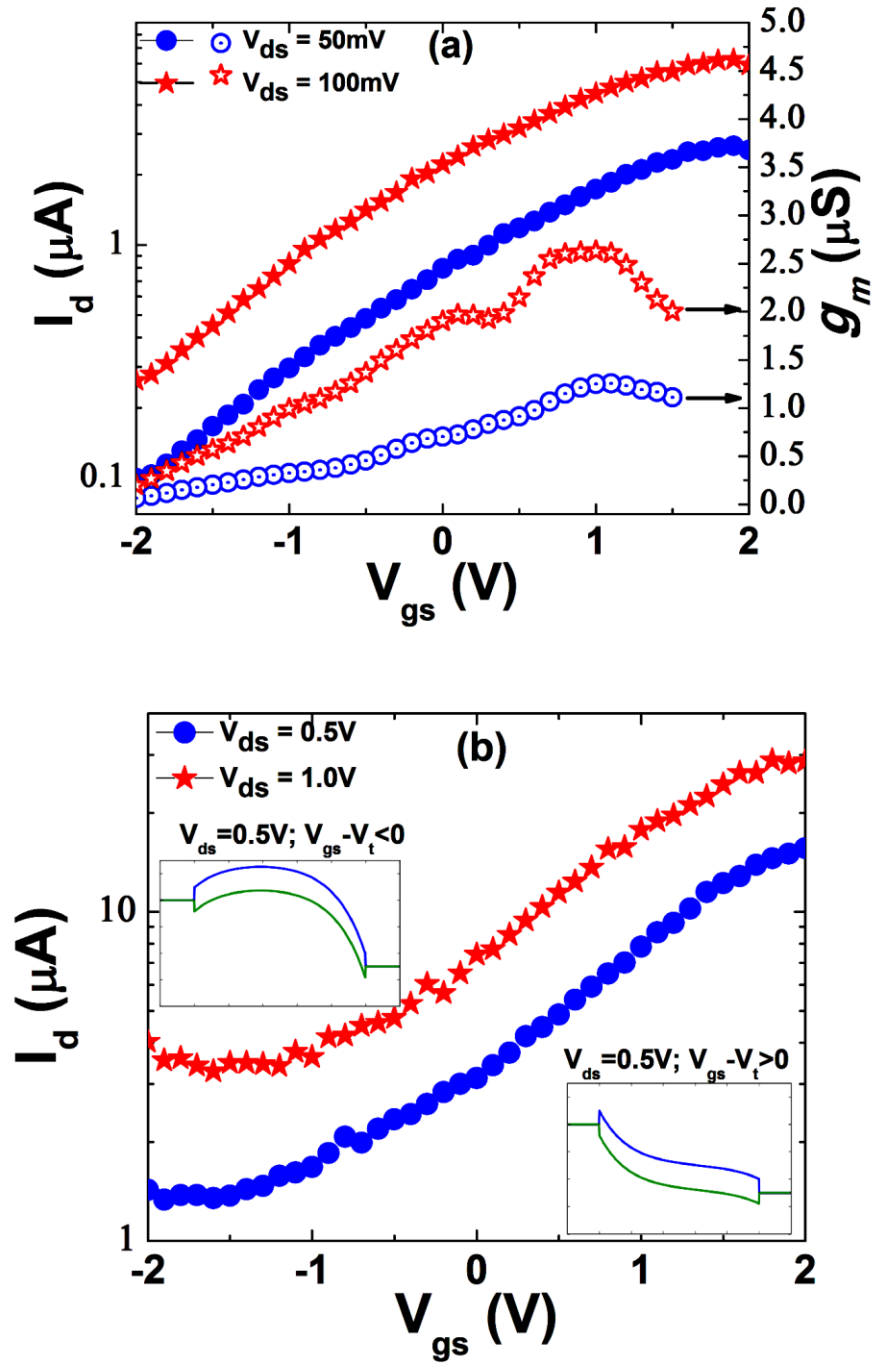 (a)
V_ds = 50mV
V_ds = 100mV
I_d (μA)
1
0.1
5.0
4.5
4.0
3.5
3.0
2.5
2.0
1.5
1.0
0.5
0.0
g_m (μS)
-2 -1 0 1 2
V_gs (V)
(b)
V_ds = 0.5V
V_ds = 1.0V
V_ds=0.5V; V_gs-V_t<0
I_d (μA)
10
1
V_ds=0.5V; V_gs-V_t>0
-2 -1 0 1 2
V_gs (V)